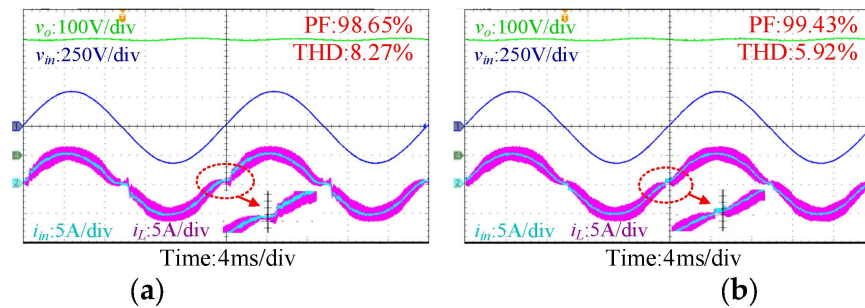 v_o:100V/div PF:98.65%
v_in:250V/div THD:8.27%
i_in:5A/div i_L:5A/div
Time:4ms/div
(a)
v_o:100V/div PF:99.43%
v_in:250V/div THD:5.92%
i_in:5A/div i_L:5A/div
Time:4ms/div
(b)